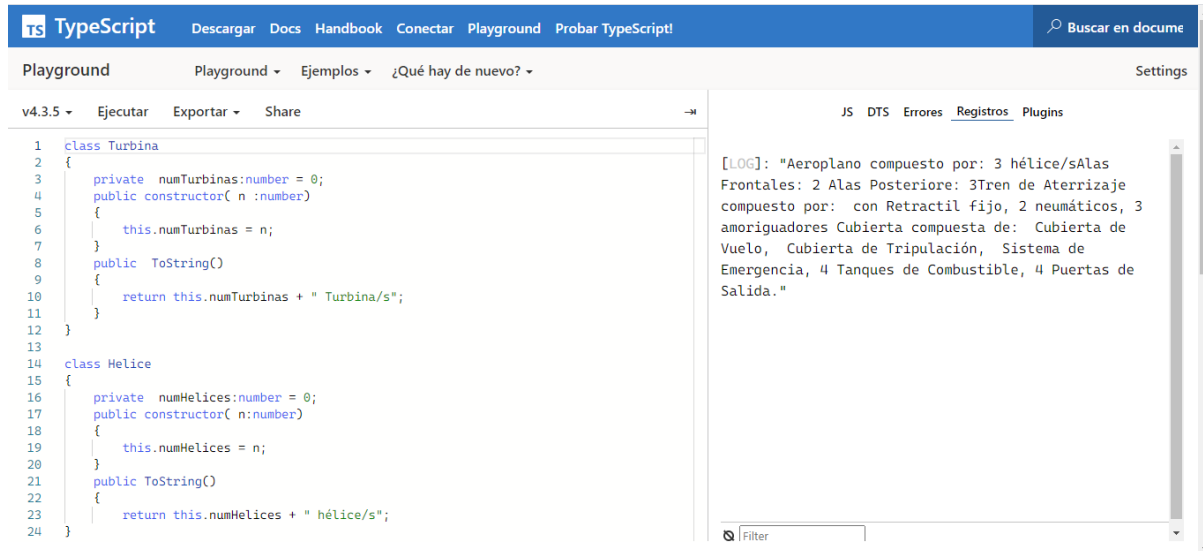 TS TypeScript Descargar Docs Handbook Conectar Playground Probar TypeScript! Buscar en docume
Playground Playground Ejemplos ¿Qué hay de nuevo? Settings
v4.3.5 Ejecutar Exportar Share
1 class Turbina
2 {
3 private numTurbinas:number = 0;
4 public constructor( n :number)
5 {
6 this.numTurbinas = n;
7 }
8 public ToString()
9 {
10 return this.numTurbinas + " Turbina/s";
11 }
12 }
13
14 class Helice
15 {
16 private numHelices:number = 0;
17 public constructor( n:number)
18 {
19 this.numHelices = n;
20 }
21 public ToString()
22 {
23 return this.numHelices + " hélice/s";
24 }
JS DTS Errores Registros Plugins
[LOG]: "Aeroplano compuesto por: 3 hélice/sAlas
Frontales: 2 Alas Posteriore: 3Tren de Aterrizaje
compuesto por: con Retractil fijo, 2 neumáticos, 3
amoriguadores Cubierta compuesta de: Cubierta de
Vuelo, Cubierta de Tripulación, Sistema de
Emergencia, 4 Tanques de Combustible, 4 Puertas de
Salida."
Filter